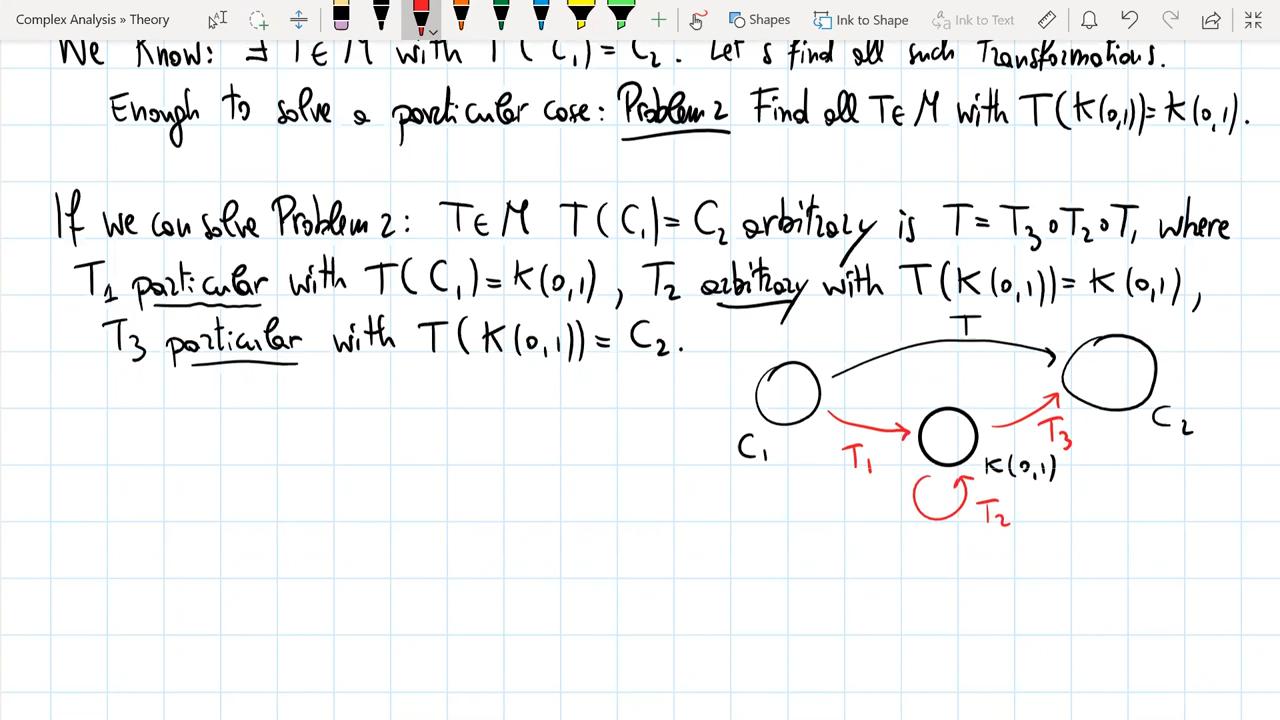 Complex Analysis » Theory
Shapes
Ink to Shape
Ink to Text
We know: ∃ T∈M with T(C₁)=C₂. Let's find all such Transformations.
Enough to solve a particular case: Problem 2 Find all T∈M with T(K(0,1))=K(0,1).
If we can solve Problem 2: T∈M T(C₁)=C₂ arbitrary is T=T₃∘T₂∘T₁ where
T₁ particular with T(C₁)=K(0,1), T₂ arbitrary with T(K(0,1))=K(0,1),
T₃ particular with T(K(0,1))=C₂.
T
C₁
T₁
K(0,1)
T₂
T₃
C₂